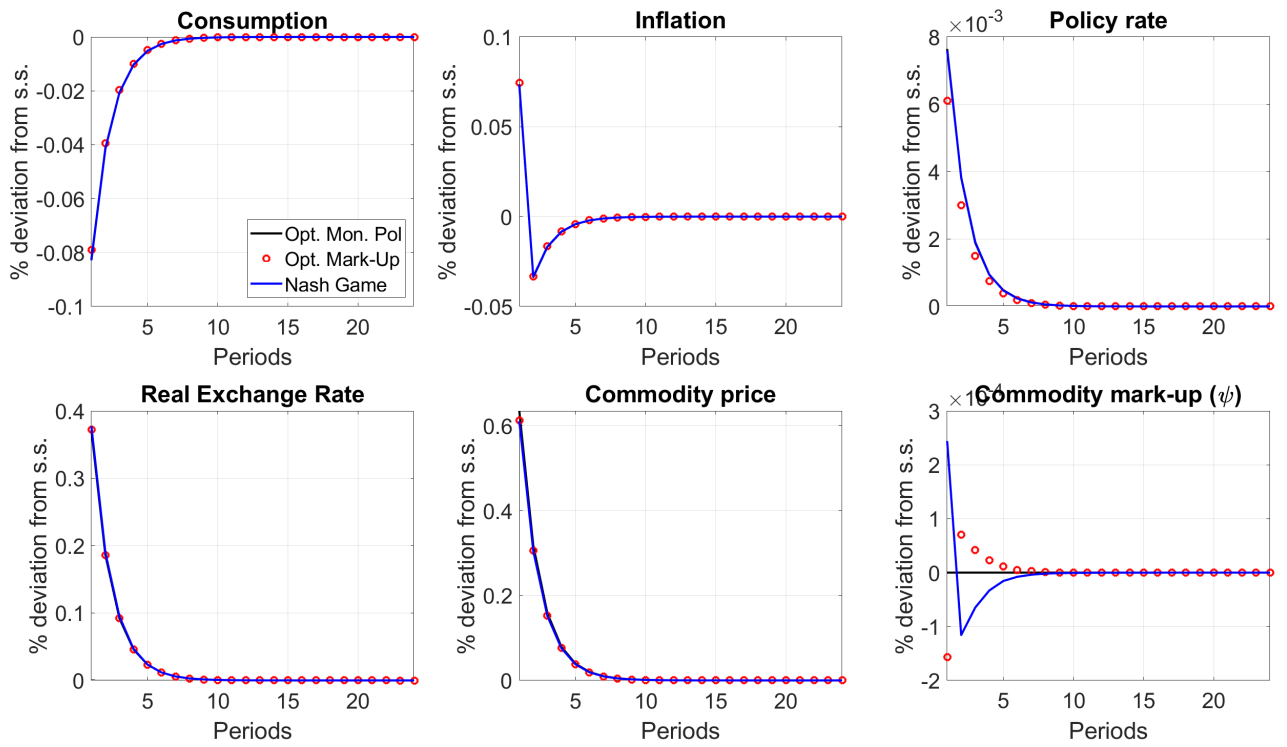 Consumption
% deviation from s.s.
0
-0.02
-0.04
-0.06
-0.08
-0.1
Opt. Mon. Pol
Opt. Mark-Up
Nash Game
5 10 15 20
Periods
Inflation
% deviation from s.s.
0.1
0.05
0
-0.05
5 10 15 20
Periods
Policy rate
×10⁻³
% deviation from s.s.
8
6
4
2
0
5 10 15 20
Periods
Real Exchange Rate
% deviation from s.s.
0.4
0.3
0.2
0.1
0
5 10 15 20
Periods
Commodity price
% deviation from s.s.
0.6
0.4
0.2
0
5 10 15 20
Periods
Commodity mark-up (ψ)
×10⁻⁴
% deviation from s.s.
3
2
1
0
-1
-2
5 10 15 20
Periods